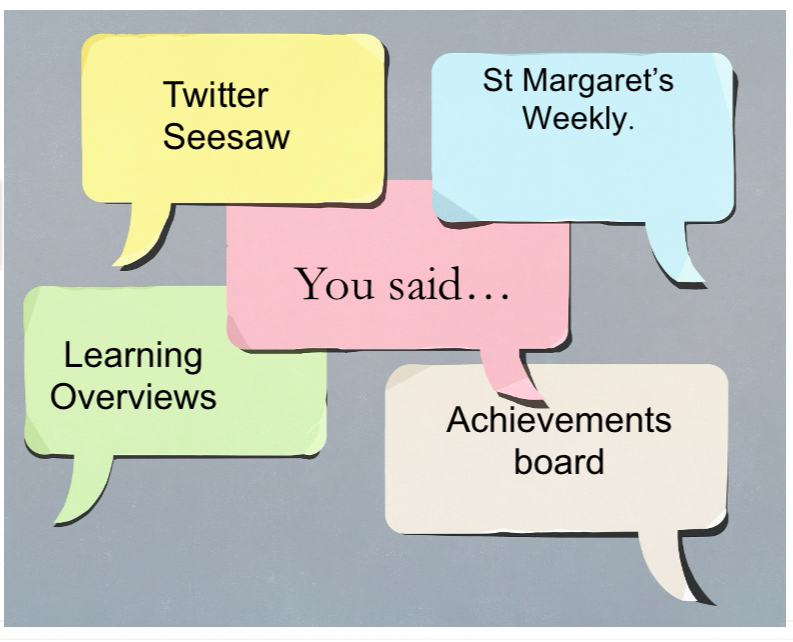 Twitter
Seesaw
St Margaret’s
Weekly.
You said…
Learning
Overviews
Achievements
board